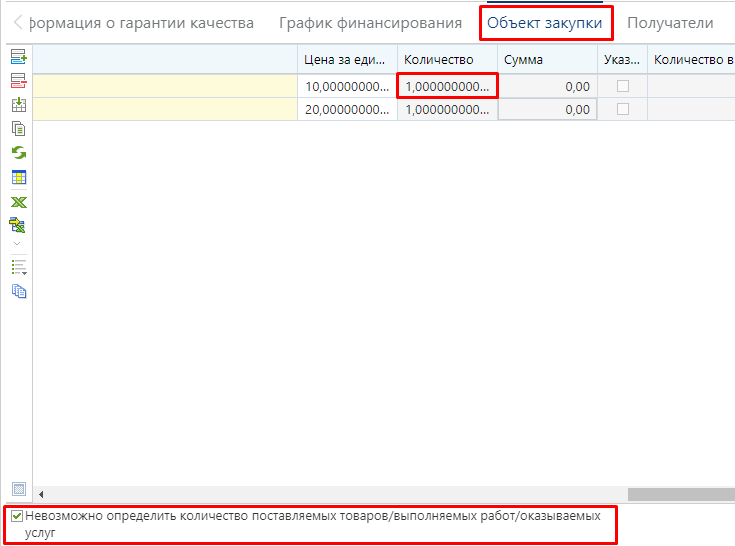 формация о гарантии качества График финансирования Объект закупки Получатели
Цена за еди... Количество Сумма Указ... Количество в
10,00000000... 1,000000000... 0,00
20,00000000... 1,000000000... 0,00
Невозможно определить количество поставляемых товаров/выполняемых работ/оказываемых
услуг